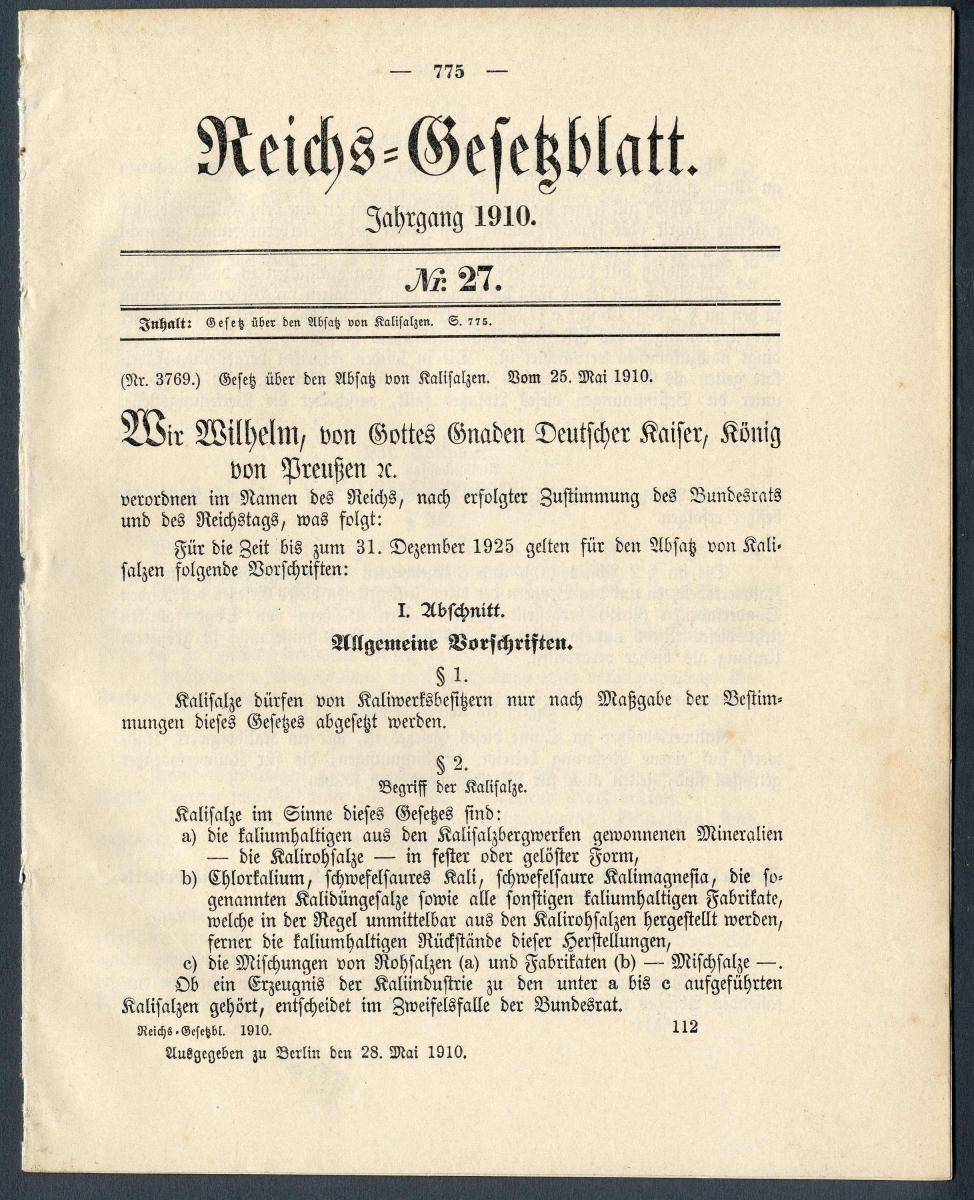 — 775 —
Reichs-Gesetzblatt.
Jahrgang 1910.
Nr. 27.
Inhalt: Gesetz über den Absatz von Kalisalzen. S. 775.
(Nr. 3769.) Gesetz über den Absatz von Kalisalzen. Vom 25. Mai 1910.
Wir Wilhelm, von Gottes Gnaden Deutscher Kaiser, König
von Preußen ꝛc.
verordnen im Namen des Reichs, nach erfolgter Zustimmung des Bundesrats
und des Reichstags, was folgt:
Für die Zeit bis zum 31. Dezember 1925 gelten für den Absatz von Kali-
salzen folgende Vorschriften:
I. Abschnitt.
Allgemeine Vorschriften.
§ 1.
Kalisalze dürfen von Kaliwerksbesitzern nur nach Maßgabe der Bestim-
mungen dieses Gesetzes abgesetzt werden.
§ 2.
Begriff der Kalisalze.
Kalisalze im Sinne dieses Gesetzes sind:
a) die kaliumhaltigen aus den Kalisalzbergwerken gewonnenen Mineralien
— die Kalirohsalze — in fester oder gelöster Form,
b) Chlorkalium, schwefelsaures Kali, schwefelsaure Kalimagnesia, die so-
genannten Kalidüngesalze sowie alle sonstigen kaliumhaltigen Fabrikate,
welche in der Regel unmittelbar aus den Kalirohsalzen hergestellt werden,
ferner die kaliumhaltigen Rückstände dieser Herstellungen,
c) die Mischungen von Rohsalzen (a) und Fabrikaten (b) — Mischsalze —.
Ob ein Erzeugnis der Kaliindustrie zu den unter a bis c aufgeführten
Kalisalzen gehört, entscheidet im Zweifelsfalle der Bundesrat.
Reichs-Gesetzbl. 1910. 112
Ausgegeben zu Berlin den 28. Mai 1910.